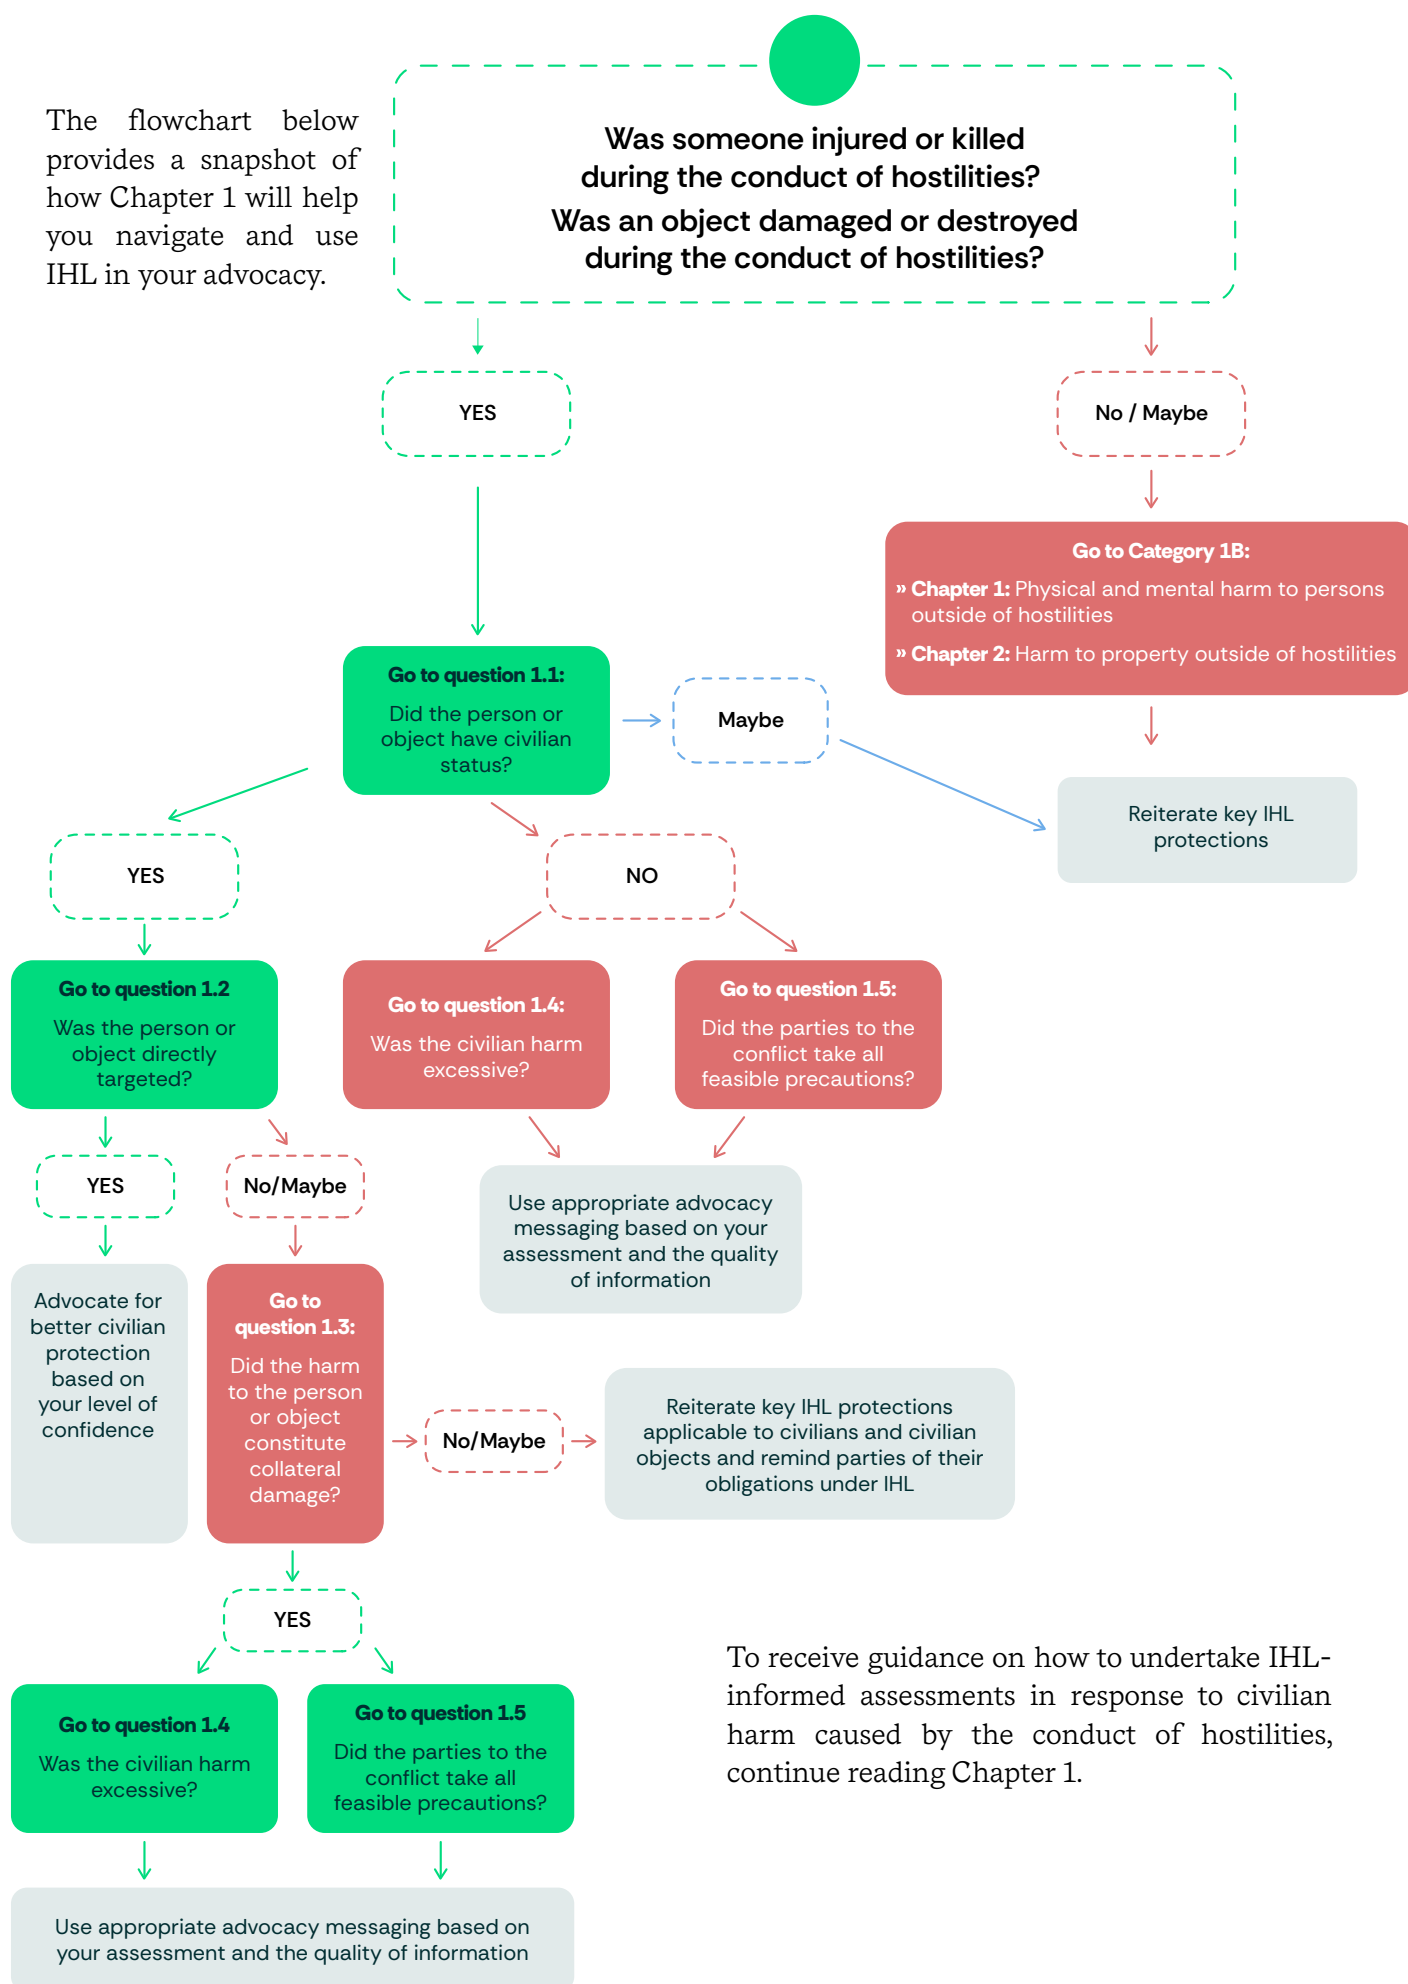 The flowchart below
provides a snapshot of
how Chapter 1 will help
you navigate and use
IHL in your advocacy.
Was someone injured or killed
during the conduct of hostilities?
Was an object damaged or destroyed
during the conduct of hostilities?
YES
No / Maybe
Go to Category 1B:
» Chapter 1: Physical and mental harm to persons
outside of hostilities
» Chapter 2: Harm to property outside of hostilities
Go to question 1.1:
Did the person or
object have civilian
status?
Maybe
Reiterate key IHL
protections
YES
NO
Go to question 1.2
Was the person or
object directly
targeted?
Go to question 1.4:
Was the civilian harm
excessive?
Go to question 1.5:
Did the parties to the
conflict take all
feasible precautions?
YES
No/Maybe
Use appropriate advocacy
messaging based on your
assessment and the quality
of information
Advocate for
better civilian
protection
based on
your level of
confidence
Go to
question 1.3:
Did the harm
to the person
or object
constitute
collateral
damage?
No/Maybe
Reiterate key IHL protections
applicable to civilians and civilian
objects and remind parties of their
obligations under IHL
YES
Go to question 1.4
Was the civilian harm
excessive?
Go to question 1.5
Did the parties to the
conflict take all
feasible precautions?
Use appropriate advocacy messaging based on
your assessment and the quality of information
To receive guidance on how to undertake IHL-
informed assessments in response to civilian
harm caused by the conduct of hostilities,
continue reading Chapter 1.